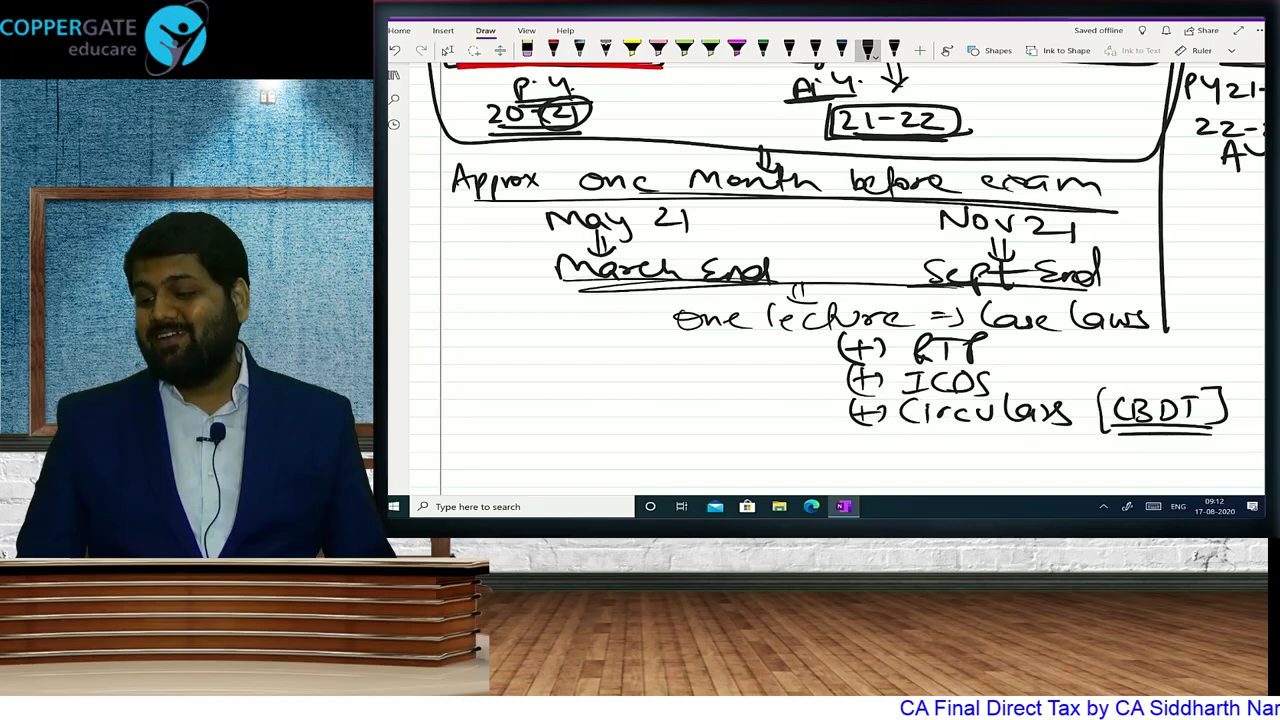 COPPERGATE
educare
Home Insert Draw View Help
Saved offline
Share
Shapes
Ink to Shape
Ink to Text
Ruler
P.Y.
20-21
A.Y.
21-22
PY21-
22-
Approx one Month before exam
May 21
Nov 21
March End
Sept End
one lecture => Case laws
(+) RTP
(+) ICDS
(+) Circulars [CBDT]
Type here to search
ENG
09:12
17-08-2020
CA Final Direct Tax by CA Siddharth Nar